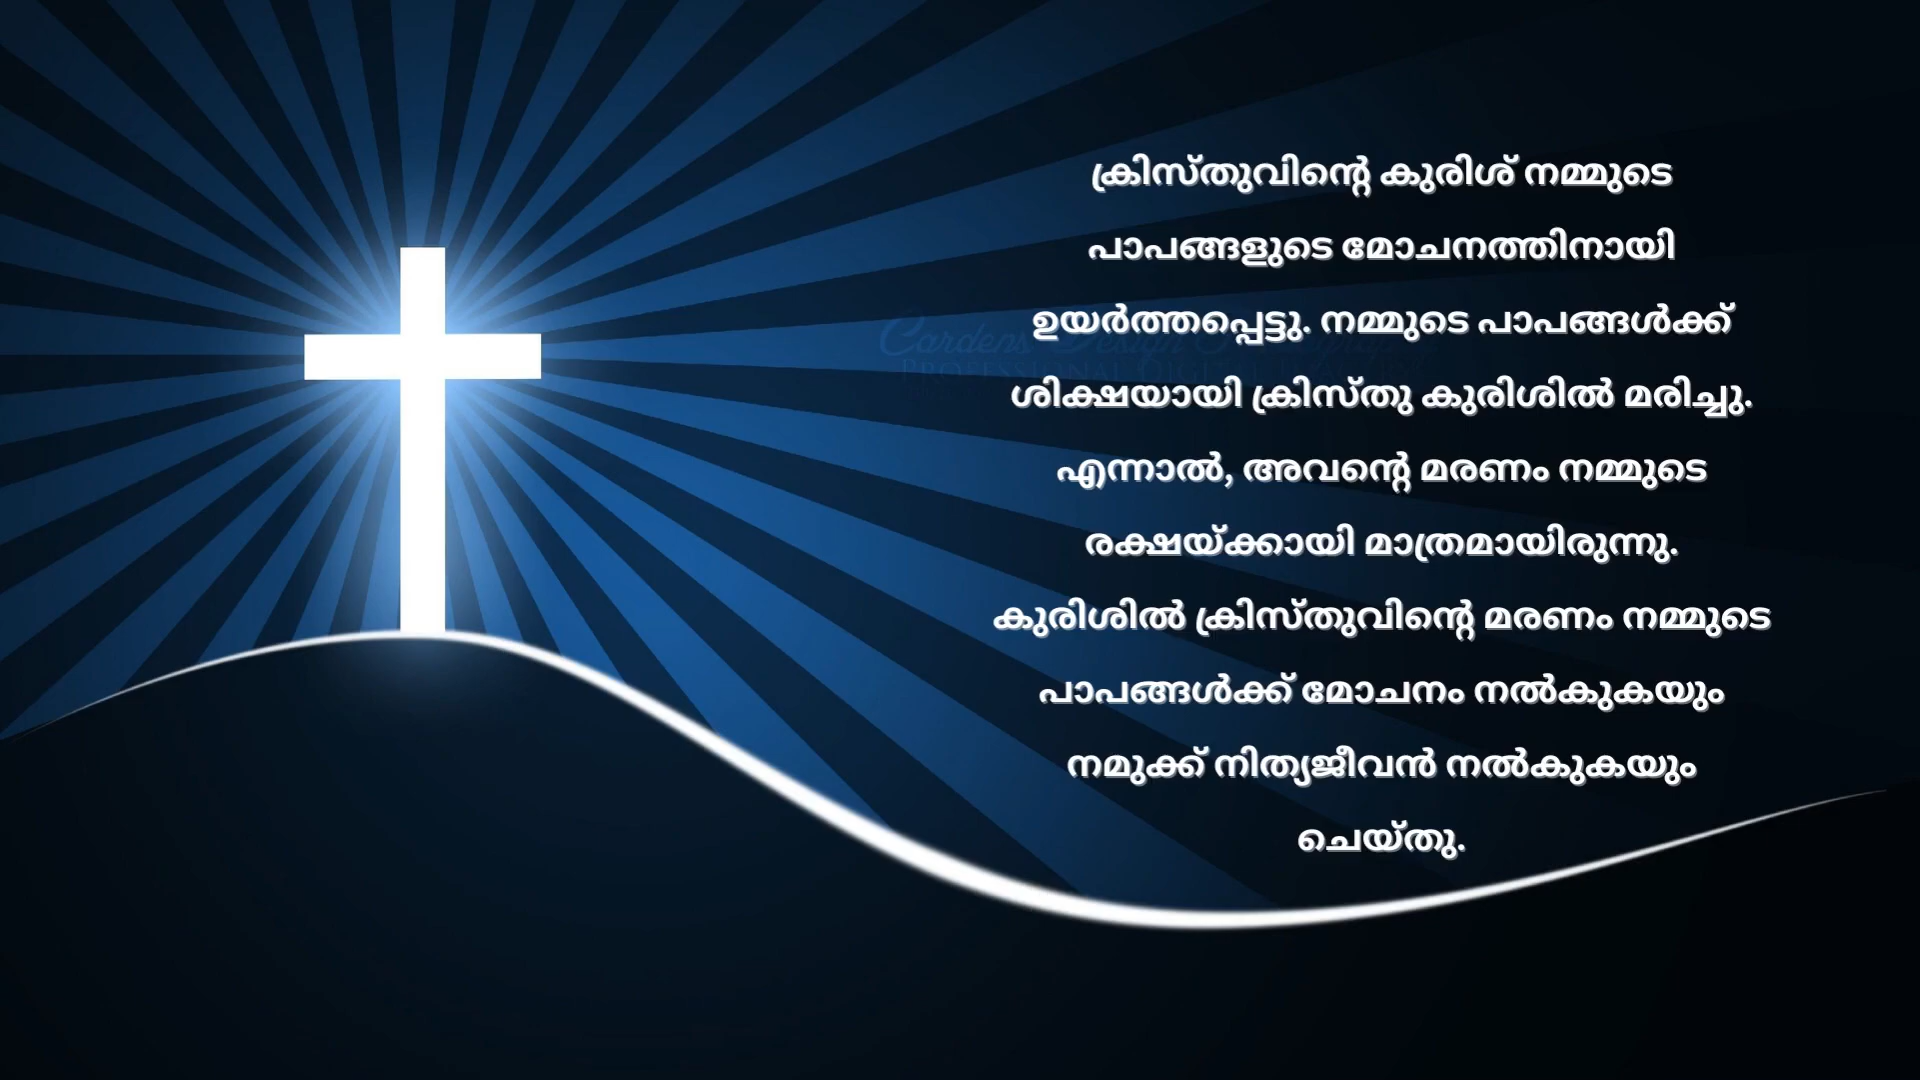 ക്രിസ്തുവിന്റെ കുരിശ് നമ്മുടെ
പാപങ്ങളുടെ മോചനത്തിനായി
ഉയർത്തപ്പെട്ടു. നമ്മുടെ പാപങ്ങൾക്ക്
ശിക്ഷയായി ക്രിസ്തു കുരിശിൽ മരിച്ചു.
എന്നാൽ, അവന്റെ മരണം നമ്മുടെ
രക്ഷയ്ക്കായി മാത്രമായിരുന്നു.
കുരിശിൽ ക്രിസ്തുവിന്റെ മരണം നമ്മുടെ
പാപങ്ങൾക്ക് മോചനം നൽകുകയും
നമുക്ക് നിത്യജീവൻ നൽകുകയും
ചെയ്തു.